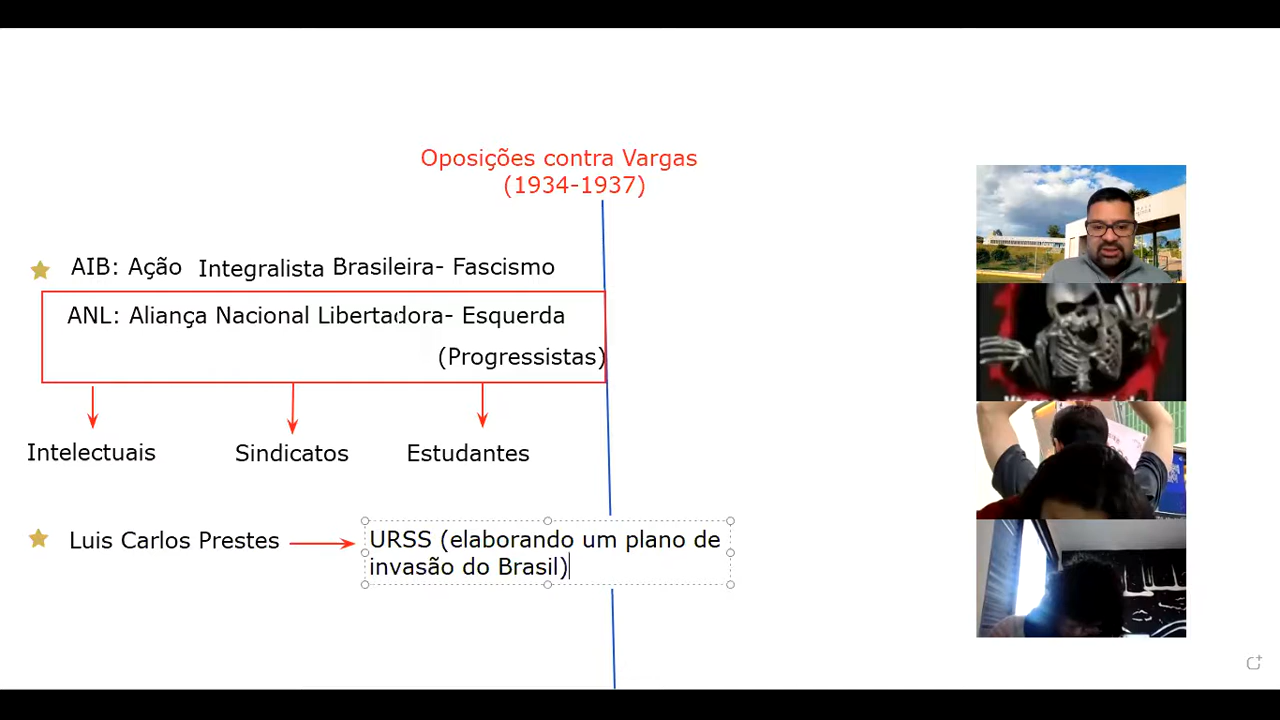 Oposições contra Vargas
(1934-1937)
AIB: Ação Integralista Brasileira- Fascismo
ANL: Aliança Nacional Libertadora- Esquerda
(Progressistas)
Intelectuais Sindicatos Estudantes
Luis Carlos Prestes URSS (elaborando um plano de
invasão do Brasil)